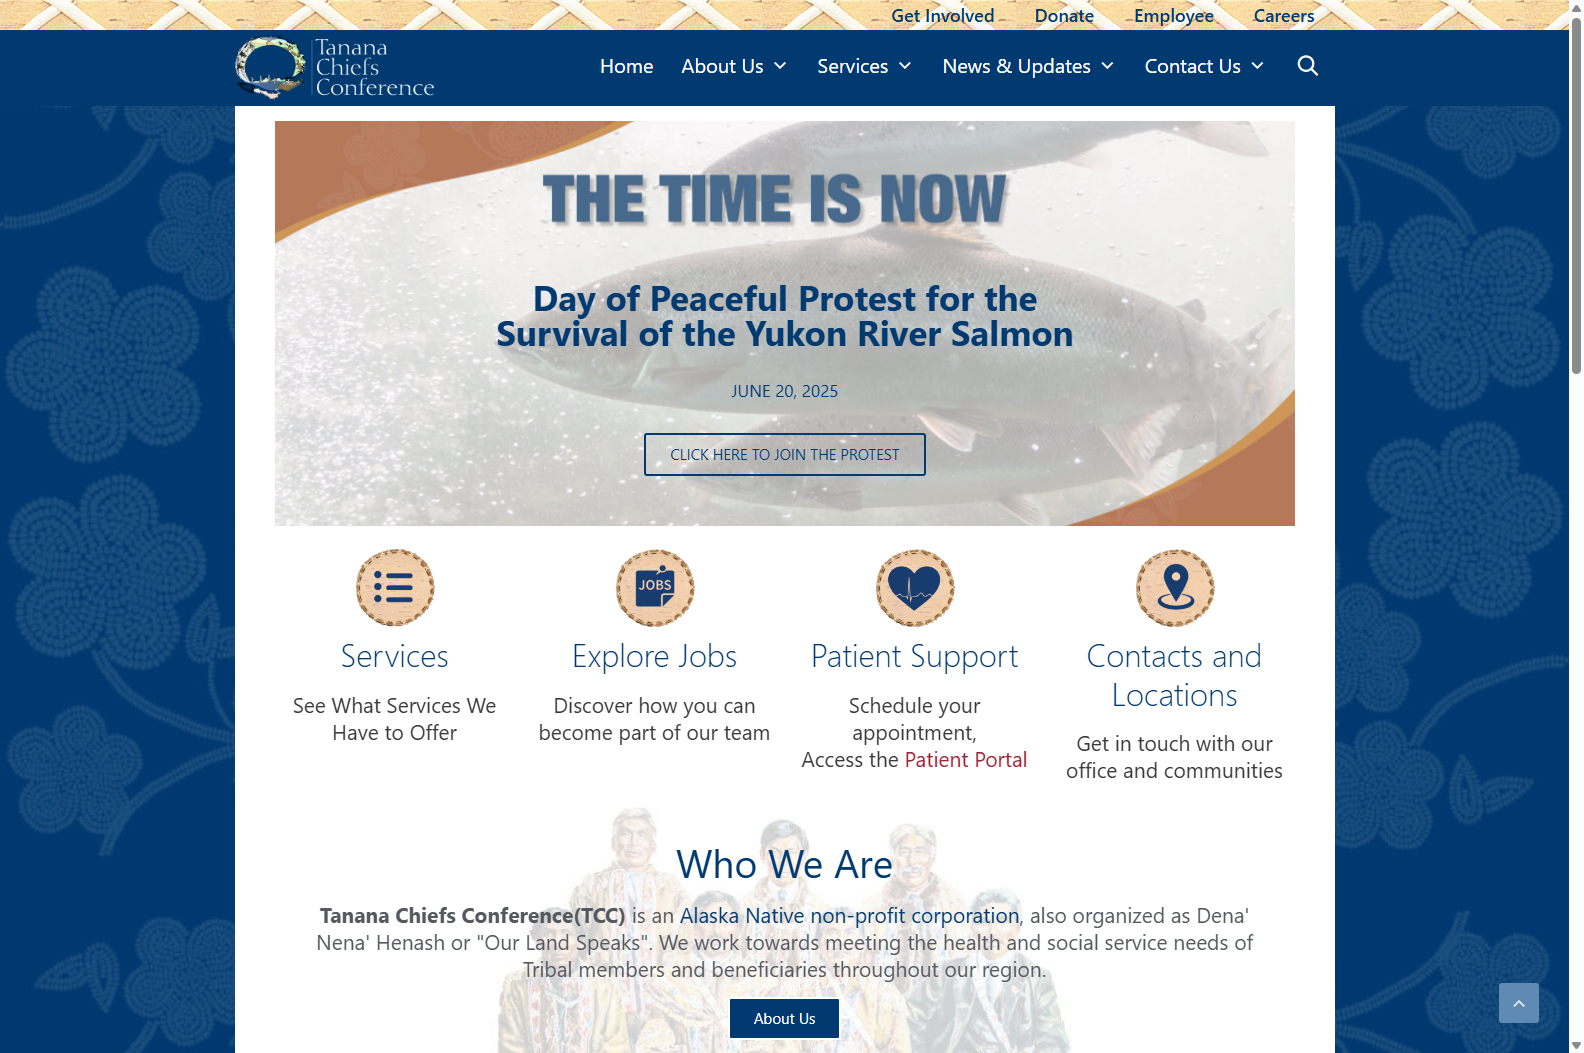 Get Involved Donate Employee Careers
Tanana
Chiefs
Conference
Home About Us Services News & Updates Contact Us
THE TIME IS NOW
Day of Peaceful Protest for the
Survival of the Yukon River Salmon
JUNE 20, 2025
CLICK HERE TO JOIN THE PROTEST
JOBS
Services
See What Services We
Have to Offer
Explore Jobs
Discover how you can
become part of our team
Patient Support
Schedule your
appointment,
Access the Patient Portal
Contacts and
Locations
Get in touch with our
office and communities
Who We Are
Tanana Chiefs Conference(TCC) is an Alaska Native non-profit corporation, also organized as Dena'
Nena' Henash or "Our Land Speaks". We work towards meeting the health and social service needs of
Tribal members and beneficiaries throughout our region.
About Us